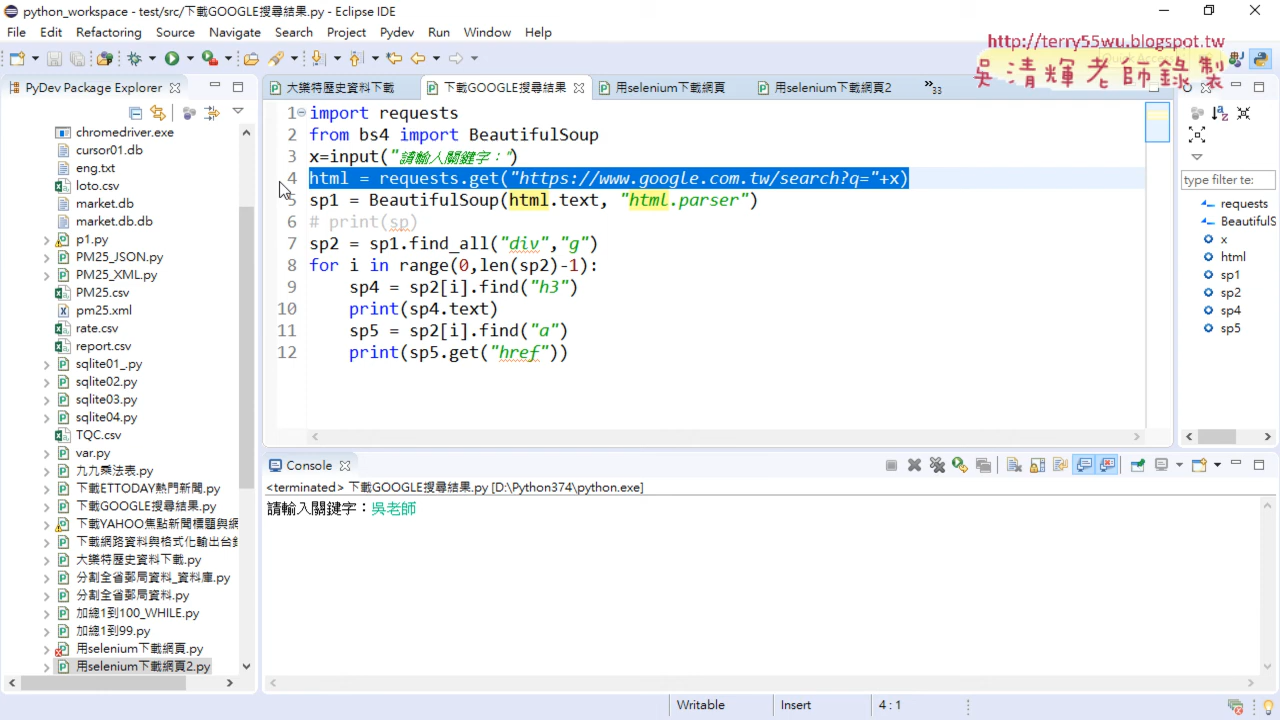 python_workspace - test/src/下載GOOGLE搜尋結果.py - Eclipse IDE
File Edit Refactoring Source Navigate Search Project Pydev Run Window Help
http://terry55wu.blogspot.tw
吳清輝老師錄製
PyDev Package Explorer
大樂特歷史資料下載
下載GOOGLE搜尋結果
用selenium下載網頁
用selenium下載網頁2
33
chromedriver.exe
cursor01.db
eng.txt
loto.csv
market.db
market.db.db
p1.py
PM25_JSON.py
PM25_XML.py
PM25.csv
pm25.xml
rate.csv
report.csv
sqlite01_.py
sqlite02.py
sqlite03.py
sqlite04.py
TQC.csv
var.py
九九乘法表.py
下載ETTODAY熱門新聞.py
下載GOOGLE搜尋結果.py
下載YAHOO焦點新聞標題與網
下載網路資料與格式化輸出台
大樂特歷史資料下載.py
分割全省郵局資料_資料庫.py
分割全省郵局資料.py
加總1到100_WHILE.py
加總1到99.py
用selenium下載網頁.py
用selenium下載網頁2.py
1 import requests
2 from bs4 import BeautifulSoup
3 x=input("請輸入關鍵字：")
4 html = requests.get("https://www.google.com.tw/search?q="+x)
5 sp1 = BeautifulSoup(html.text, "html.parser")
6 # print(sp)
7 sp2 = sp1.find_all("div","g")
8 for i in range(0,len(sp2)-1):
9 sp4 = sp2[i].find("h3")
10 print(sp4.text)
11 sp5 = sp2[i].find("a")
12 print(sp5.get("href"))
type filter te:
requests
BeautifulS
x
html
sp1
sp2
sp4
sp5
Console
<terminated> 下載GOOGLE搜尋結果.py [D:\Python374\python.exe]
請輸入關鍵字：吳老師
Writable Insert 4 : 1